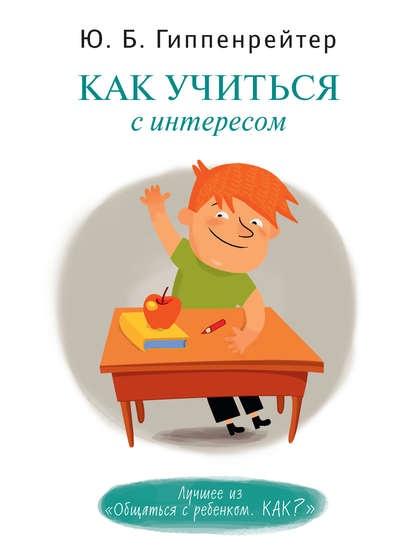 Ю. Б. Гиппенрейтер
КАК УЧИТЬСЯ
с интересом
Лучшее из
«Общаться с ребенком. КАК?»